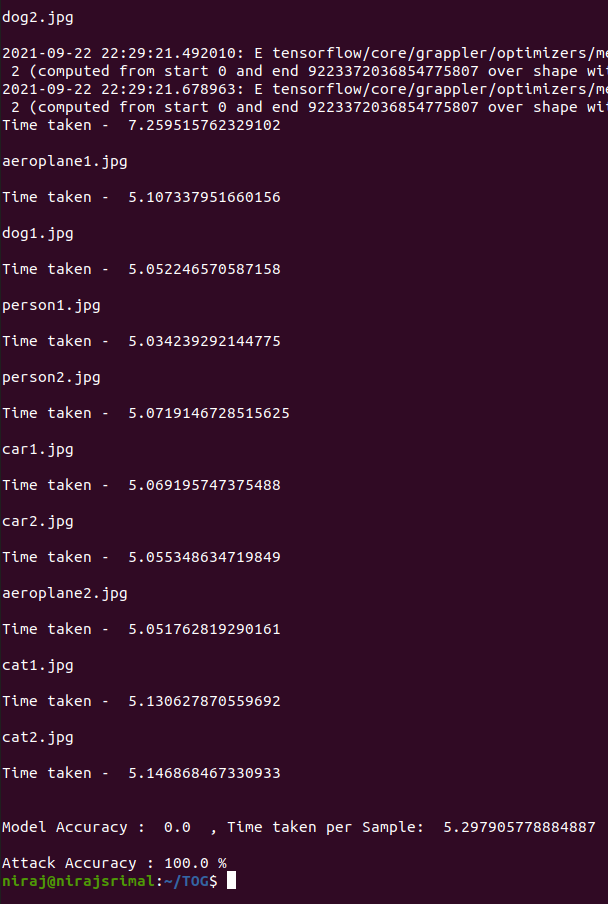 dog2.jpg
2021-09-22 22:29:21.492010: E tensorflow/core/grappler/optimizers/me
2 (computed from start 0 and end 9223372036854775807 over shape wit
2021-09-22 22:29:21.678963: E tensorflow/core/grappler/optimizers/me
2 (computed from start 0 and end 9223372036854775807 over shape wit
Time taken -  7.259515762329102
aeroplane1.jpg
Time taken -  5.107337951660156
dog1.jpg
Time taken -  5.052246570587158
person1.jpg
Time taken -  5.034239292144775
person2.jpg
Time taken -  5.0719146728515625
car1.jpg
Time taken -  5.069195747375488
car2.jpg
Time taken -  5.055348634719849
aeroplane2.jpg
Time taken -  5.051762819290161
cat1.jpg
Time taken -  5.130627870559692
cat2.jpg
Time taken -  5.146868467330933
Model Accuracy :  0.0  , Time taken per Sample:  5.297905778884887
Attack Accuracy : 100.0 %
niraj@nirajsrimal:~/TOG$